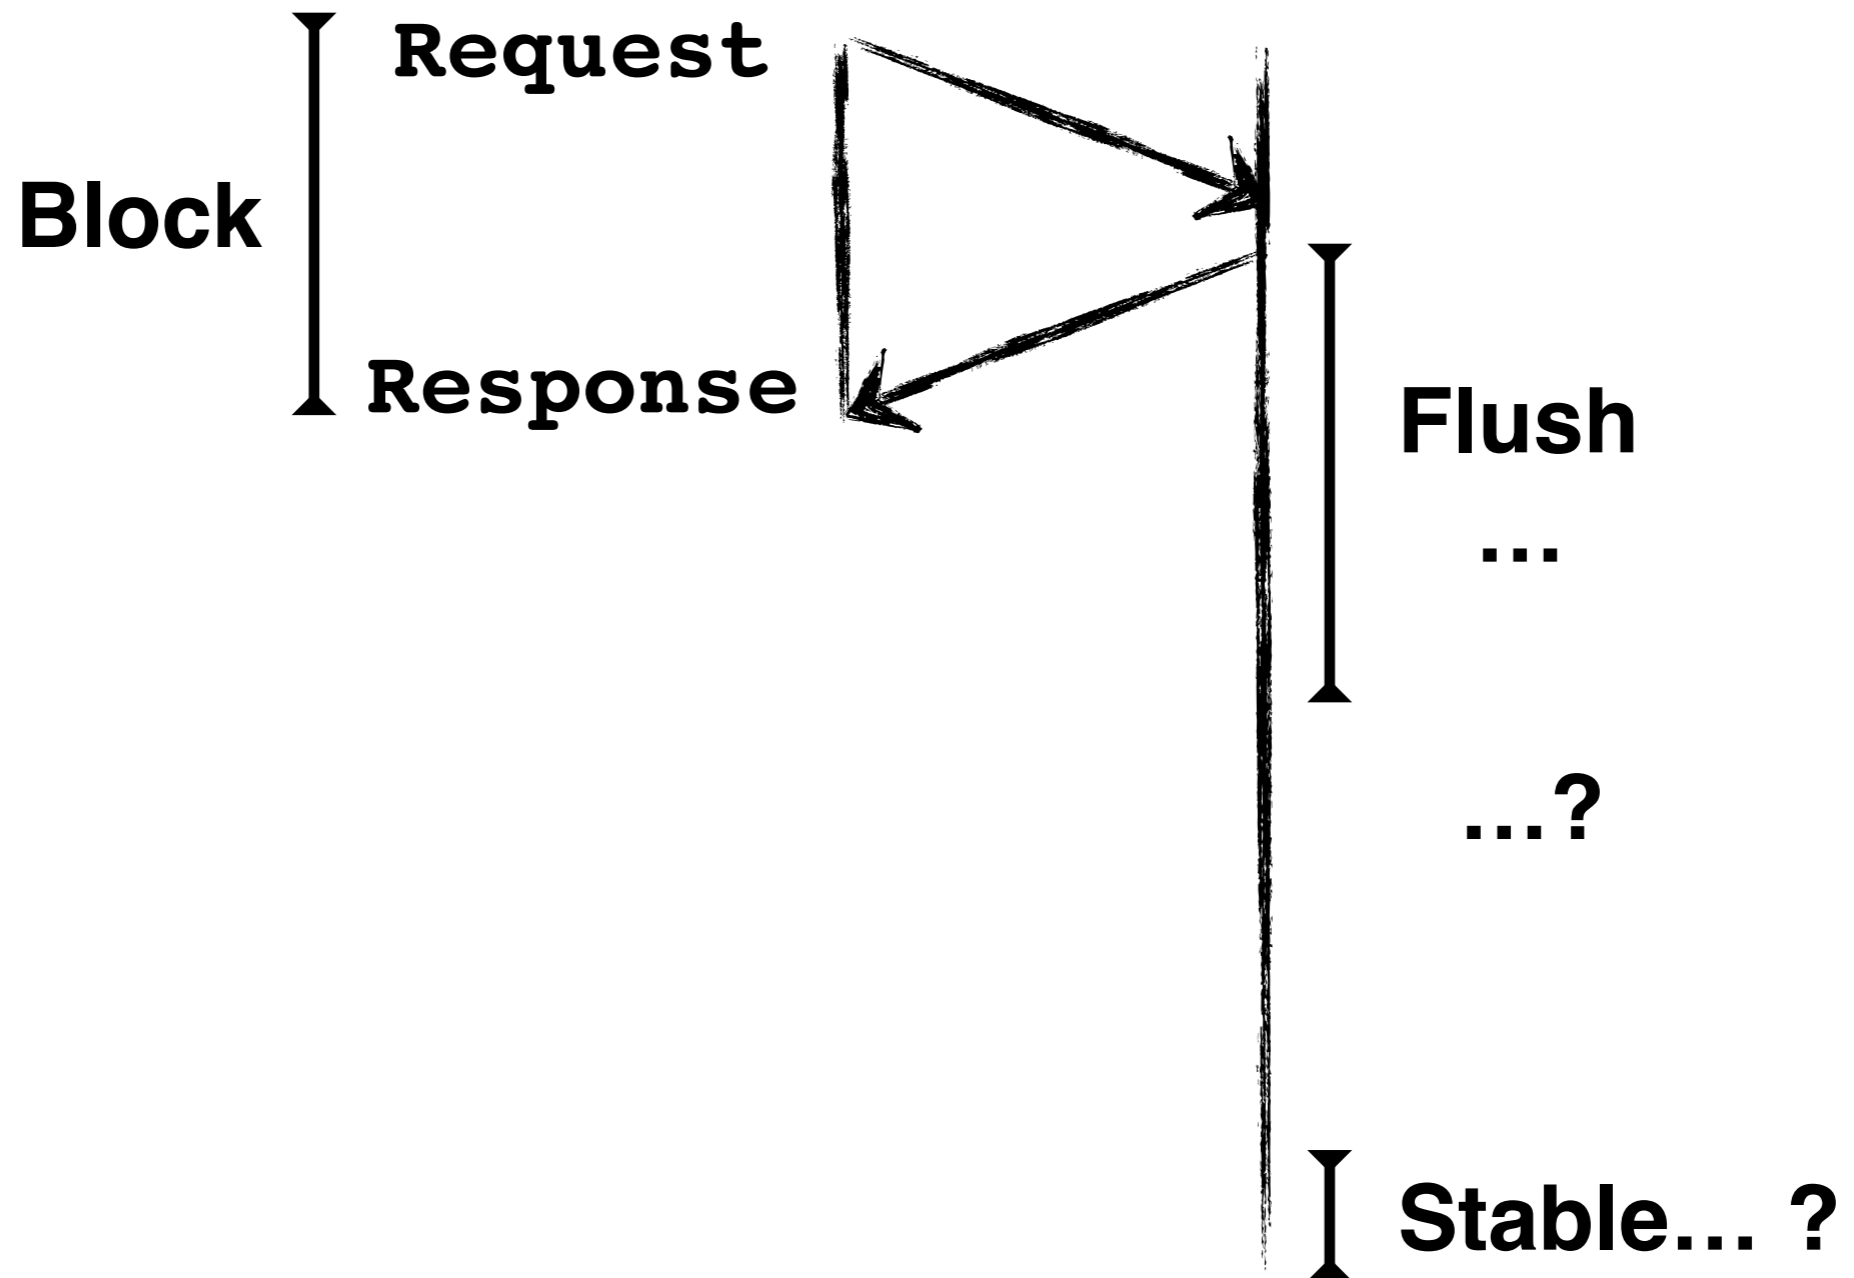 Request
Block
Response
Flush
…
…?
Stable… ?